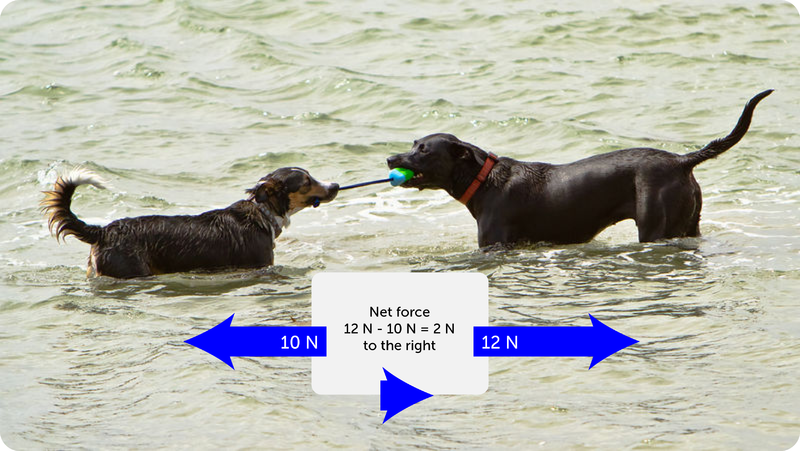 Net force
12 N - 10 N = 2 N
to the right
10 N
12 N